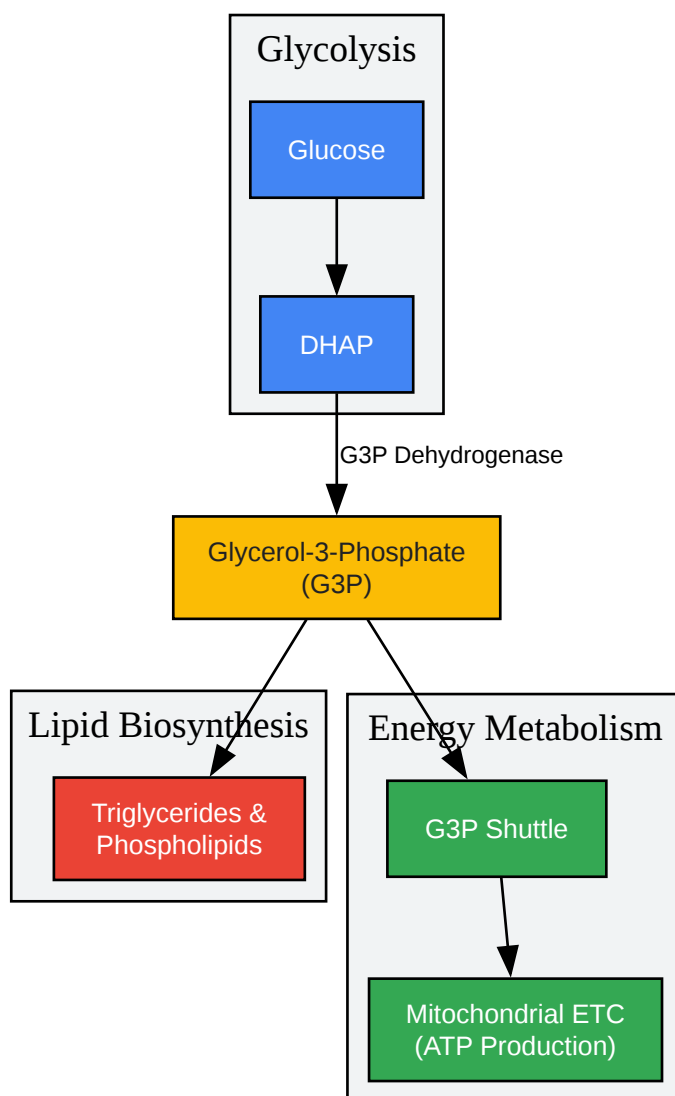 Glycolysis
Glucose
DHAP
G3P Dehydrogenase
Glycerol-3-Phosphate
(G3P)
Lipid Biosynthesis
Triglycerides &
Phospholipids
Energy Metabolism
G3P Shuttle
Mitochondrial ETC
(ATP Production)